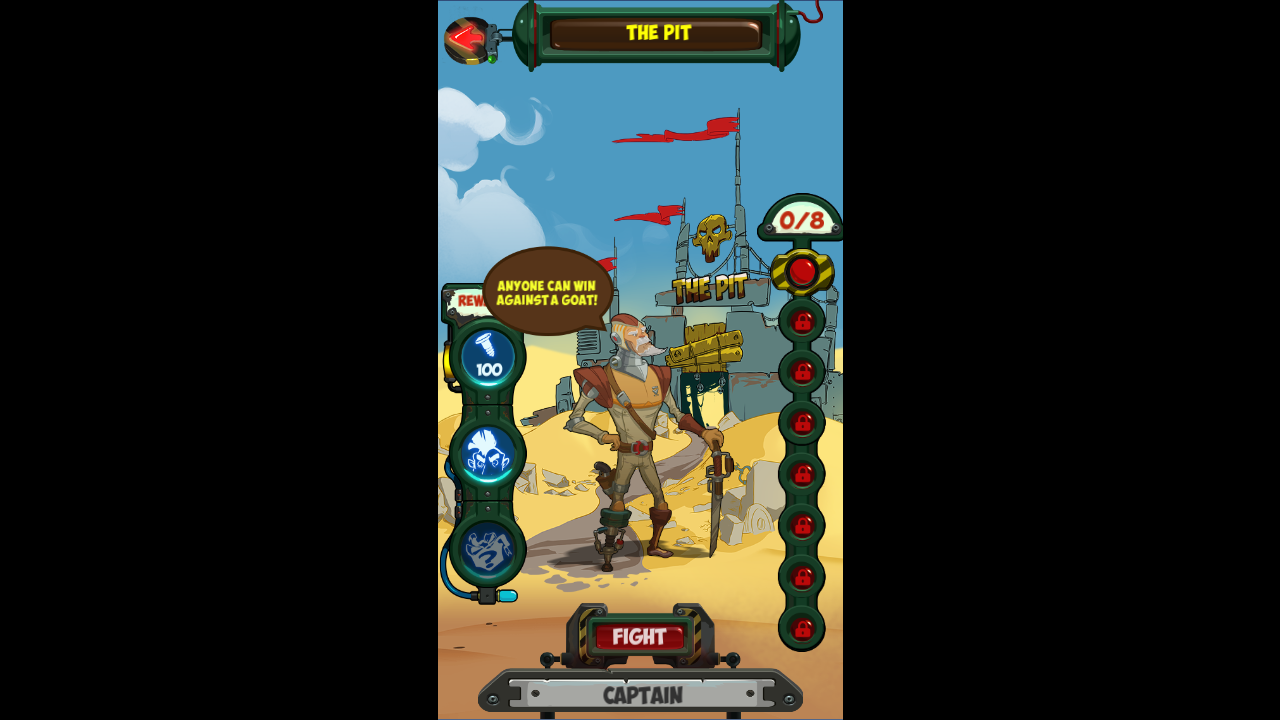 THE PIT
0/8
ANYONE CAN WIN
AGAINST A GOAT!
THE PIT
100
FIGHT
CAPTAIN